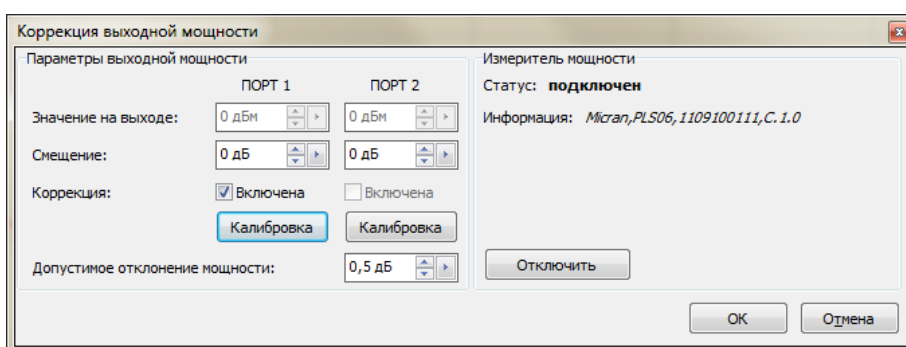 Коррекция выходной мощности
Параметры выходной мощности
ПОРТ 1 ПОРТ 2
Значение на выходе: 0 дБм 0 дБм
Смещение: 0 дБ 0 дБ
Коррекция: Включена Включена
Калибровка Калибровка
Допустимое отклонение мощности: 0,5 дБ
Измеритель мощности
Статус: подключен
Информация: Micran,PLS06,1109100111,C.1.0
Отключить
OK Отмена